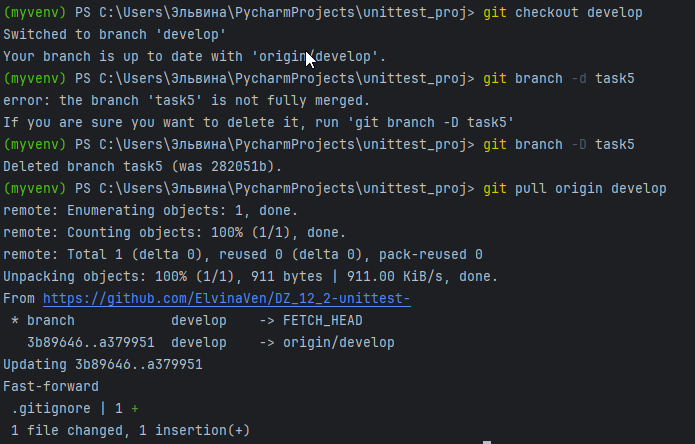 (myvenv) PS C:\Users\Эльвина\PycharmProjects\unittest_proj> git checkout develop
Switched to branch 'develop'
Your branch is up to date with 'origin/develop'.
(myvenv) PS C:\Users\Эльвина\PycharmProjects\unittest_proj> git branch -d task5
error: the branch 'task5' is not fully merged.
If you are sure you want to delete it, run 'git branch -D task5'
(myvenv) PS C:\Users\Эльвина\PycharmProjects\unittest_proj> git branch -D task5
Deleted branch task5 (was 282051b).
(myvenv) PS C:\Users\Эльвина\PycharmProjects\unittest_proj> git pull origin develop
remote: Enumerating objects: 1, done.
remote: Counting objects: 100% (1/1), done.
remote: Total 1 (delta 0), reused 0 (delta 0), pack-reused 0
Unpacking objects: 100% (1/1), 911 bytes | 911.00 KiB/s, done.
From https://github.com/ElvinaVen/DZ_12_2-unittest-
 * branch            develop    -> FETCH_HEAD
   3b89646..a379951  develop    -> origin/develop
Updating 3b89646..a379951
Fast-forward
 .gitignore | 1 +
 1 file changed, 1 insertion(+)